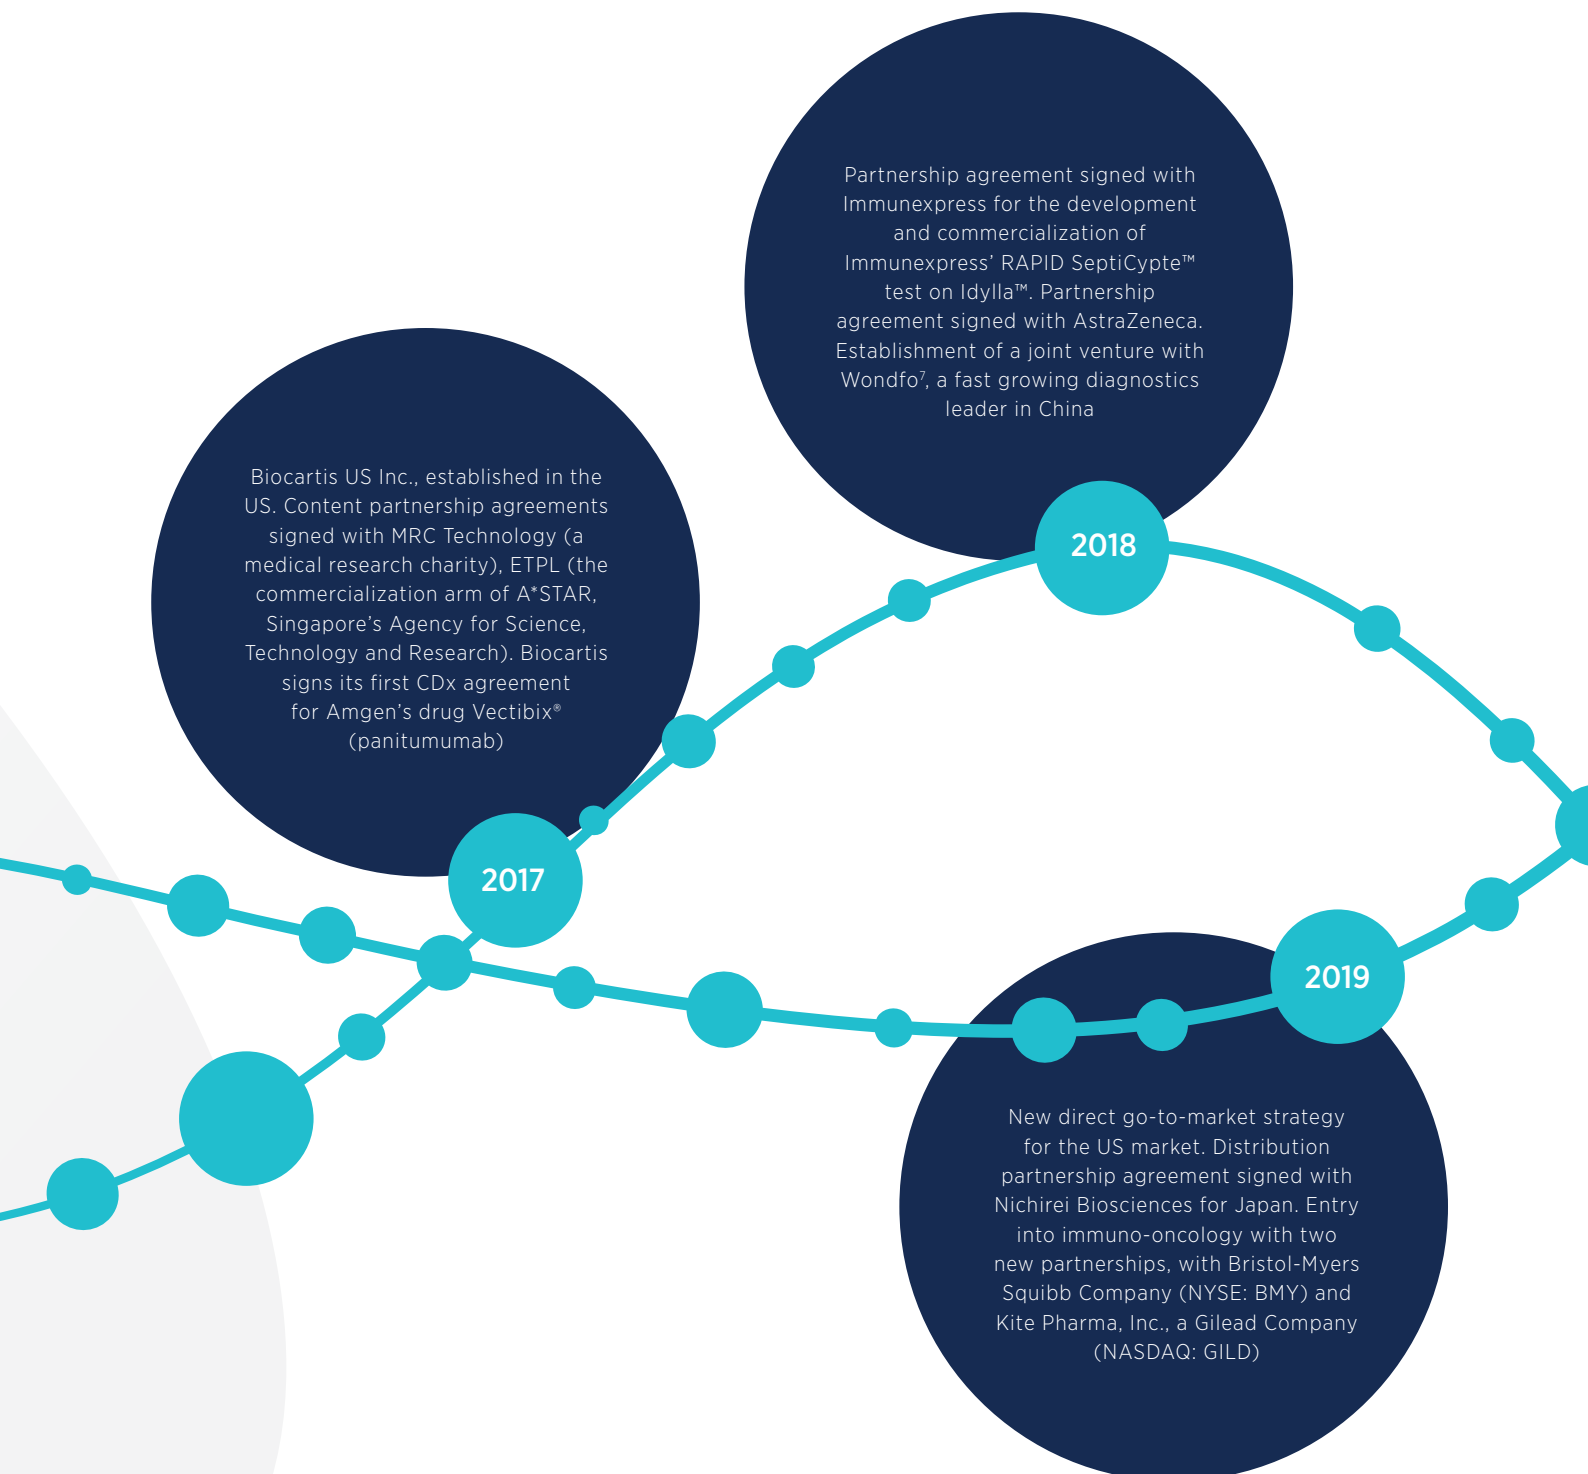 Partnership agreement signed with
Immunexpress for the development
and commercialization of
Immunexpress’ RAPID SeptiCypte™
test on Idylla™. Partnership
agreement signed with AstraZeneca.
Establishment of a joint venture with
Wondfo⁷, a fast growing diagnostics
leader in China
2018
Biocartis US Inc., established in the
US. Content partnership agreements
signed with MRC Technology (a
medical research charity), ETPL (the
commercialization arm of A*STAR,
Singapore’s Agency for Science,
Technology and Research). Biocartis
signs its first CDx agreement
for Amgen’s drug Vectibix®
(panitumumab)
2017
2019
New direct go-to-market strategy
for the US market. Distribution
partnership agreement signed with
Nichirei Biosciences for Japan. Entry
into immuno-oncology with two
new partnerships, with Bristol-Myers
Squibb Company (NYSE: BMY) and
Kite Pharma, Inc., a Gilead Company
(NASDAQ: GILD)